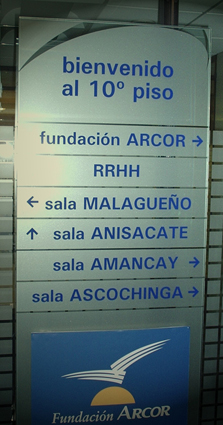 bienvenido
al 10º piso
fundación ARCOR →
RRHH
← sala MALAGUEÑO
↑ sala ANISACATE
sala AMANCAY →
sala ASCOCHINGA →
Fundación ARCOR